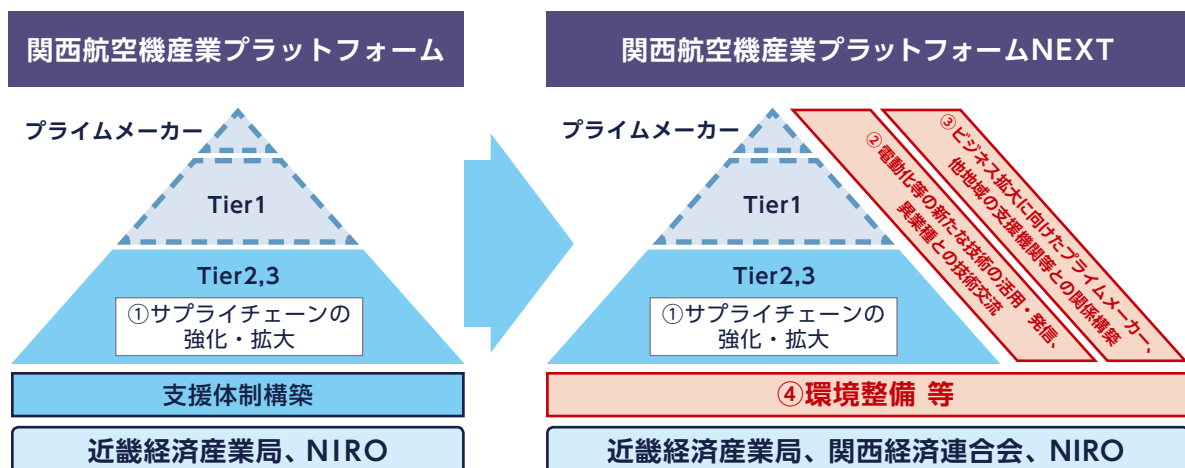 関西航空機産業プラットフォーム
プライムメーカー
Tier1
Tier2,3
①サプライチェーンの
強化・拡大
支援体制構築
近畿経済産業局、NIRO
関西航空機産業プラットフォームNEXT
プライムメーカー
Tier1
Tier2,3
①サプライチェーンの
強化・拡大
②電動化等の新たな技術の活用・発信、
異業種との技術交流
③ビジネス拡大に向けたプライムメーカー、
他地域の支援機関等との関係構築
④環境整備 等
近畿経済産業局、関西経済連合会、NIRO